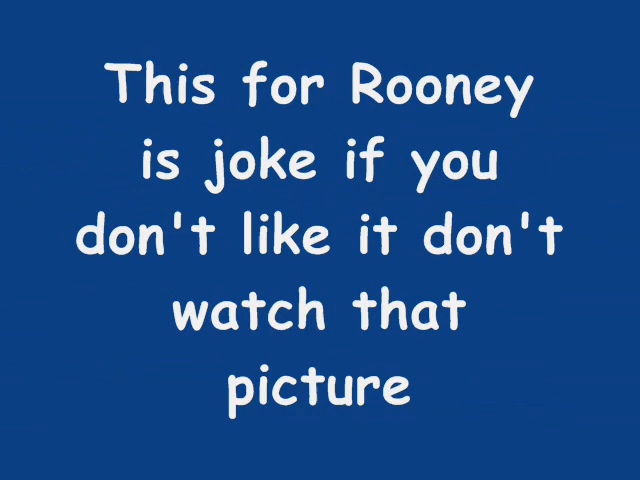 This for Rooney
is joke if you
don't like it don't
watch that
picture